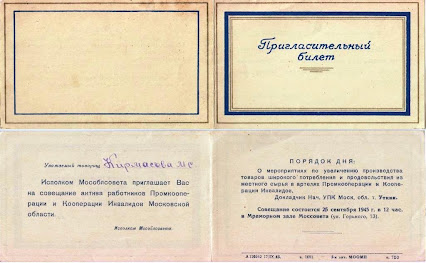 Пригласительный
билет
Уважаемый товарищ
Исполком Мособлсовета приглашает Вас
на совещание актива работников Промкооперации
и Кооперации Инвалидов Московской
области.
Исполком Мособлсовета
ПОРЯДОК ДНЯ:
О мероприятиях по увеличению производства
товаров широкого потребления и продовольствия из
местного сырья в артелях Промкооперации и Коопе-
рации Инвалидов.
Докладчик Нач. УПК Моск. обл. т. Уткин.
Совещание состоится 25 сентября 1945 г. в 12 час.
в Мраморном зале Моссовета (ул. Горького, 13).